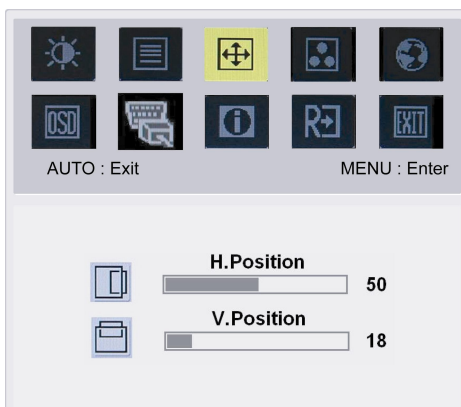 OSD R EXIT
AUTO : Exit MENU : Enter
H.Position
50
V.Position
18